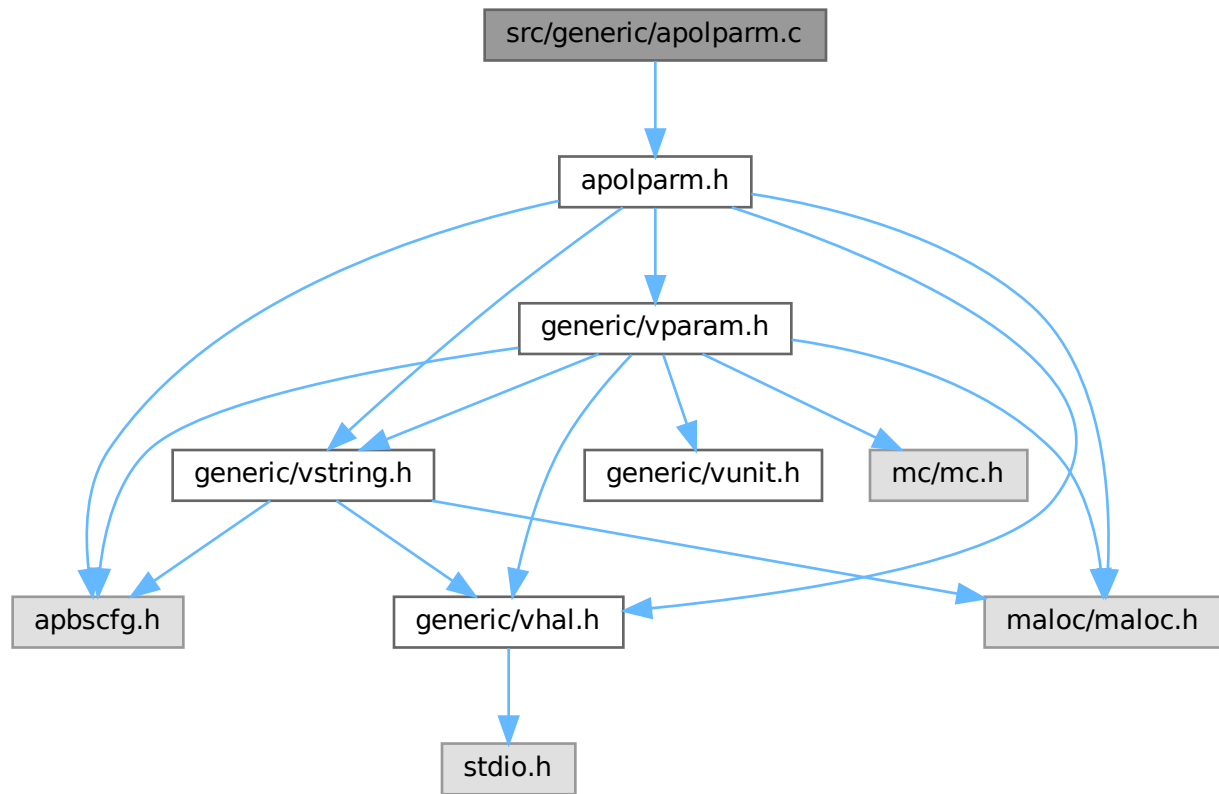 src/generic/apolparm.c
apolparm.h
generic/vparam.h
generic/vstring.h
generic/vunit.h
mc/mc.h
apbscfg.h
generic/vhal.h
maloc/maloc.h
stdio.h